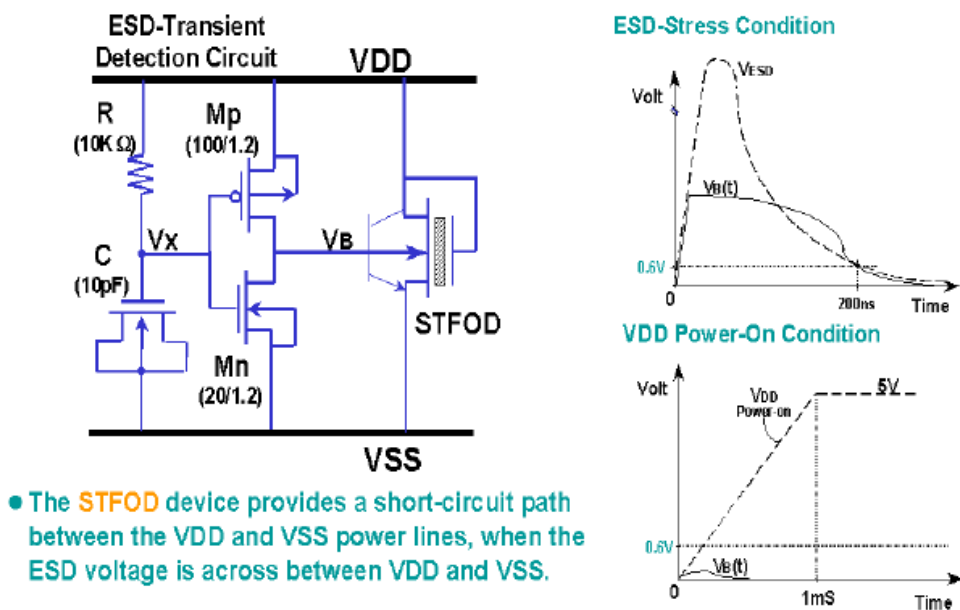 ESD-Transient
Detection Circuit
VDD
R
(10KΩ)
Mp
(100/1.2)
Vx
VB
C
(10pF)
STFOD
Mn
(20/1.2)
VSS
● The STFOD device provides a short-circuit path
between the VDD and VSS power lines, when the
ESD voltage is across between VDD and VSS.
ESD-Stress Condition
VESD
Volt
VB(t)
0.6V
0
200ns
Time
VDD Power-On Condition
Volt
5V
VDD
Power-on
0.6V
VB(t)
0
1mS
Time